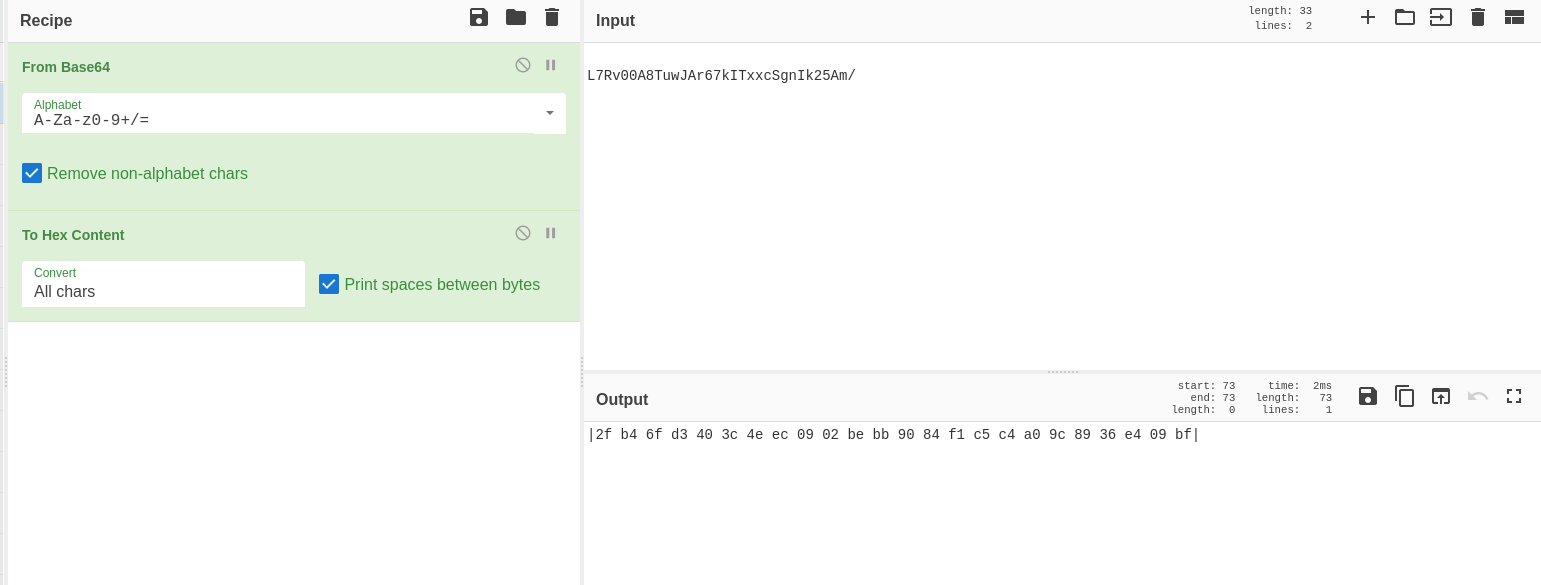 Recipe
From Base64
Alphabet
A-Za-z0-9+/=
Remove non-alphabet chars
To Hex Content
Convert
All chars
Print spaces between bytes
Input
length: 33
lines: 2
L7Rv00A8TuwJAr67kITxxcSgnIk25Am/
Output
start: 73
end: 73
length: 0
time: 2ms
length: 73
lines: 1
|2f b4 6f d3 40 3c 4e ec 09 02 be bb 90 84 f1 c5 c4 a0 9c 89 36 e4 09 bf|